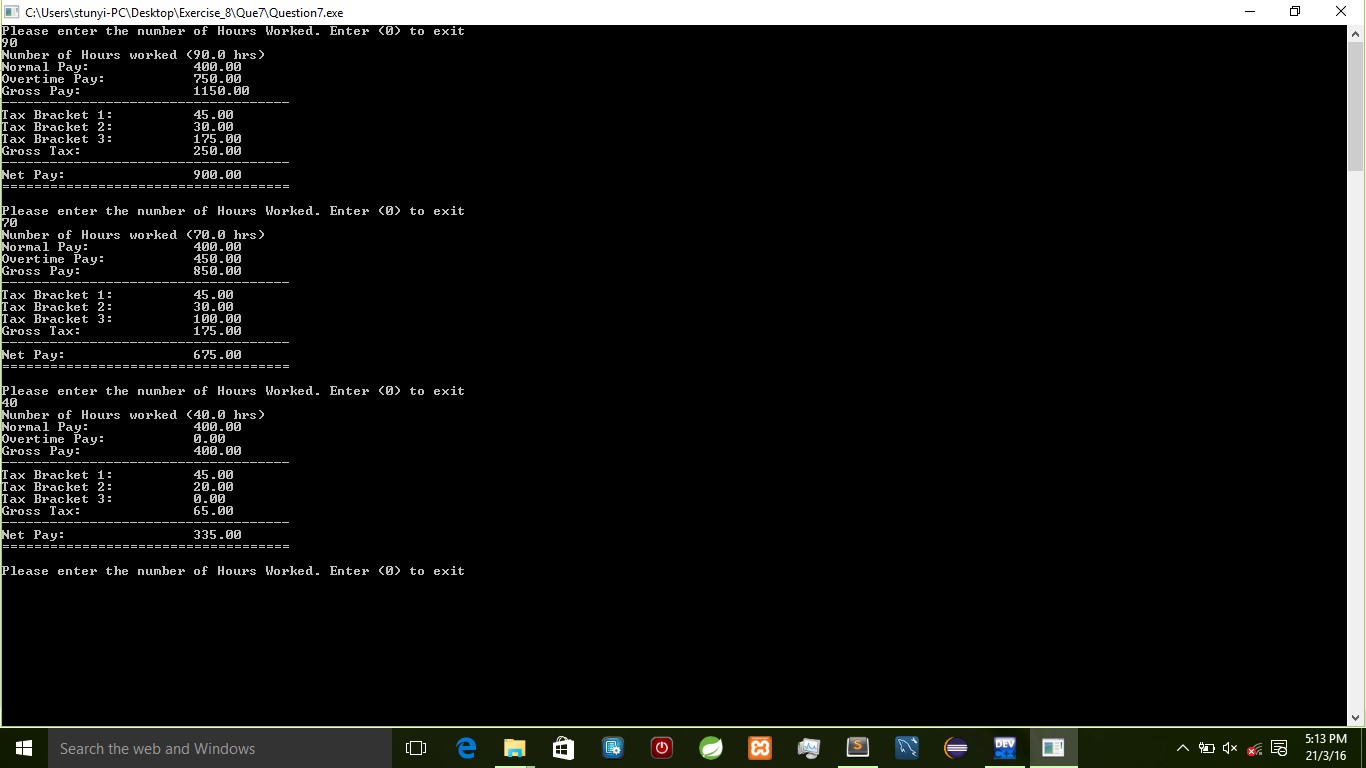 C:\Users\stunyi-PC\Desktop\Exercise_8\Que7\Question7.exe
Please enter the number of Hours Worked. Enter (0) to exit
90
Number of Hours worked (90.0 hrs)
Normal Pay: 400.00
Overtime Pay: 750.00
Gross Pay: 1150.00
------------------------------------
Tax Bracket 1: 45.00
Tax Bracket 2: 30.00
Tax Bracket 3: 175.00
Gross Tax: 250.00
------------------------------------
Net Pay: 900.00
====================================
Please enter the number of Hours Worked. Enter (0) to exit
70
Number of Hours worked (70.0 hrs)
Normal Pay: 400.00
Overtime Pay: 450.00
Gross Pay: 850.00
------------------------------------
Tax Bracket 1: 45.00
Tax Bracket 2: 30.00
Tax Bracket 3: 100.00
Gross Tax: 175.00
------------------------------------
Net Pay: 675.00
====================================
Please enter the number of Hours Worked. Enter (0) to exit
40
Number of Hours worked (40.0 hrs)
Normal Pay: 400.00
Overtime Pay: 0.00
Gross Pay: 400.00
------------------------------------
Tax Bracket 1: 45.00
Tax Bracket 2: 20.00
Tax Bracket 3: 0.00
Gross Tax: 65.00
------------------------------------
Net Pay: 335.00
====================================
Please enter the number of Hours Worked. Enter (0) to exit
Search the web and Windows
DEV
C++
5:13 PM
21/3/16